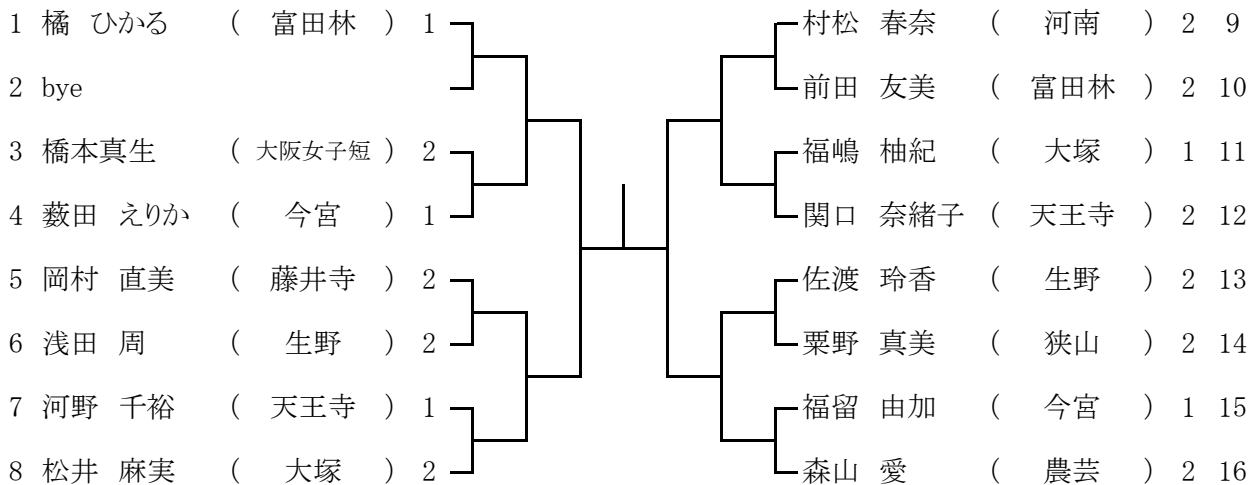 1 橘 ひかる ( 富田林 ) 1
2 bye
3 橋本真生 ( 大阪女子短 ) 2
4 薮田 えりか ( 今宮 ) 1
5 岡村 直美 ( 藤井寺 ) 2
6 浅田 周 ( 生野 ) 2
7 河野 千裕 ( 天王寺 ) 1
8 松井 麻実 ( 大塚 ) 2
村松 春奈 ( 河南 ) 2 9
前田 友美 ( 富田林 ) 2 10
福嶋 柚紀 ( 大塚 ) 1 11
関口 奈緒子 ( 天王寺 ) 2 12
佐渡 玲香 ( 生野 ) 2 13
粟野 真美 ( 狭山 ) 2 14
福留 由加 ( 今宮 ) 1 15
森山 愛 ( 農芸 ) 2 16